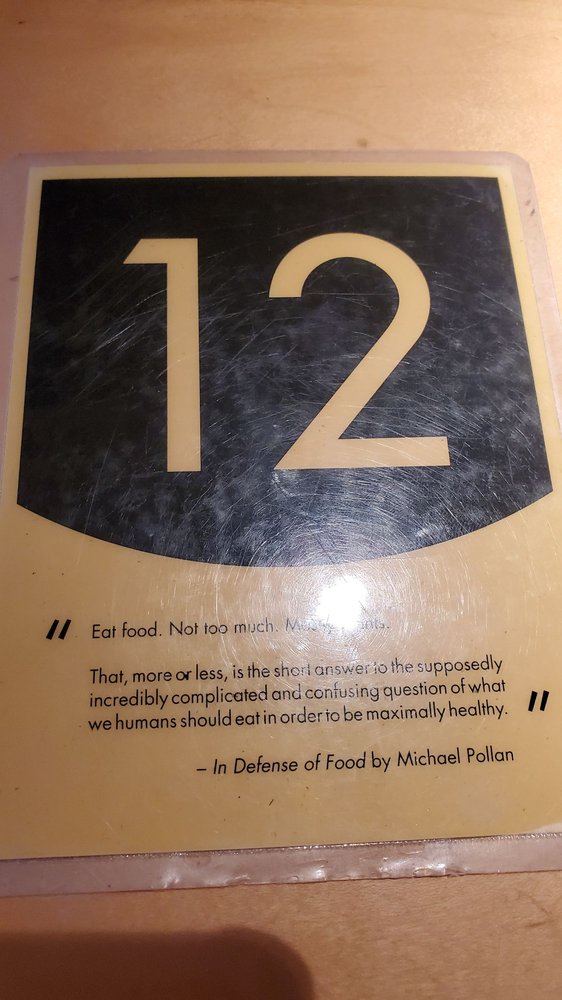 12
" Eat food. Not too much.
That, more or less, is the short answer to the supposedly
incredibly complicated and confusing question of what
we humans should eat in order to be maximally healthy. "
– In Defense of Food by Michael Pollan